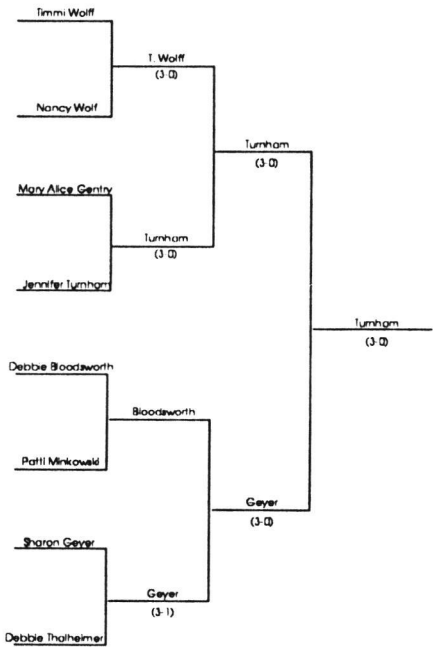 Timmi Wolff
T. Wolff
(3-0)
Nancy Wolf
Turnham
(3-0)
Mary Alice Gentry
Turnham
(3-0)
Jennifer Turnham
Turnham
(3-0)
Debbie Bloodsworth
Bloodsworth
Patti Minkowski
Geyer
(3-0)
Sharon Geyer
Geyer
(3-1)
Debbie Thalheimer